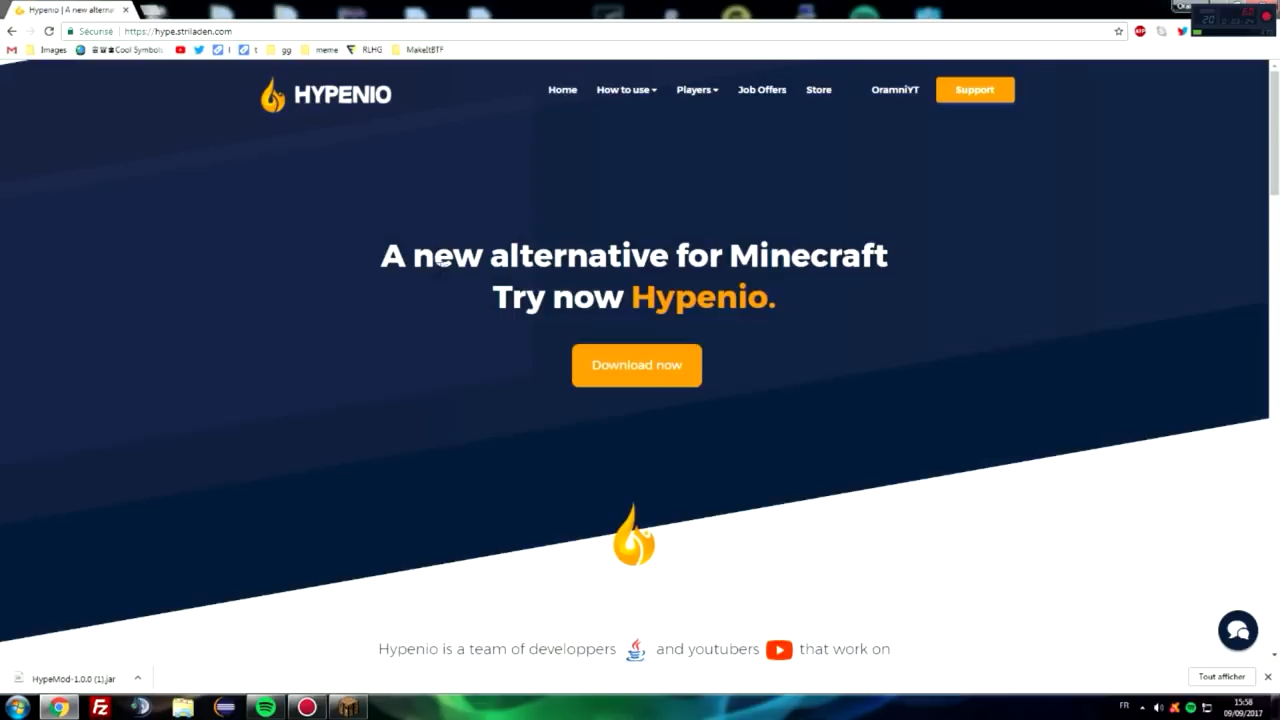 Hypenio | A new alterna
Sécurisé https://hype.striladen.com
Images Cool Symbols gg meme RLHG MakeItBTF
HYPENIO
Home How to use Players Job Offers Store OramniYT Support
A new alternative for Minecraft
Try now Hypenio.
Download now
Hypenio is a team of developpers and youtubers that work on
HypeMod-1.0.0 (1).jar
Tout afficher
FR
15:58
09/09/2017